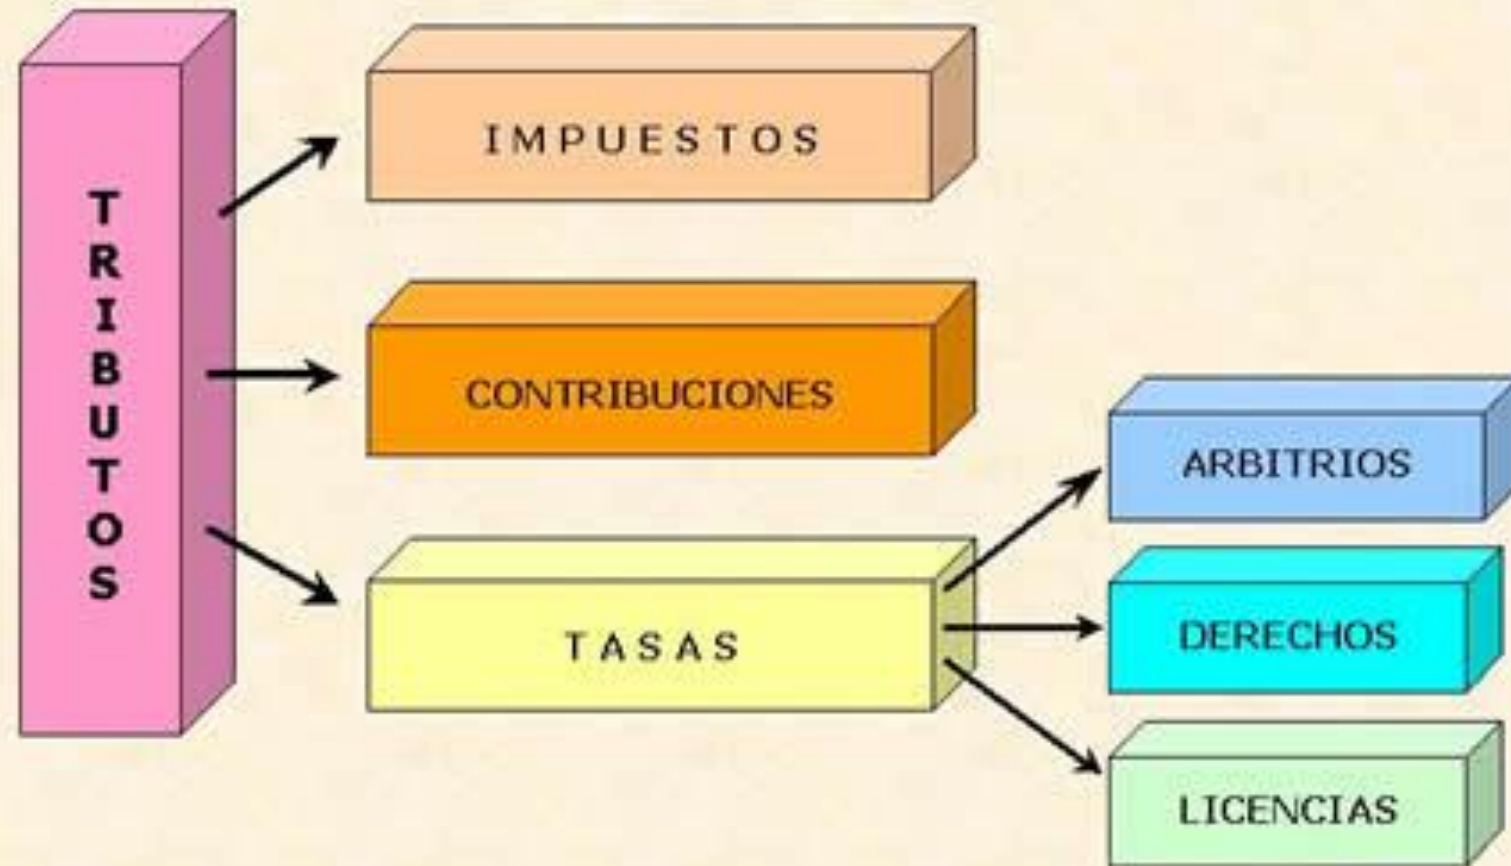 TRIBUTOS
IMPUESTOS
CONTRIBUCIONES
TASAS
ARBITRIOS
DERECHOS
LICENCIAS